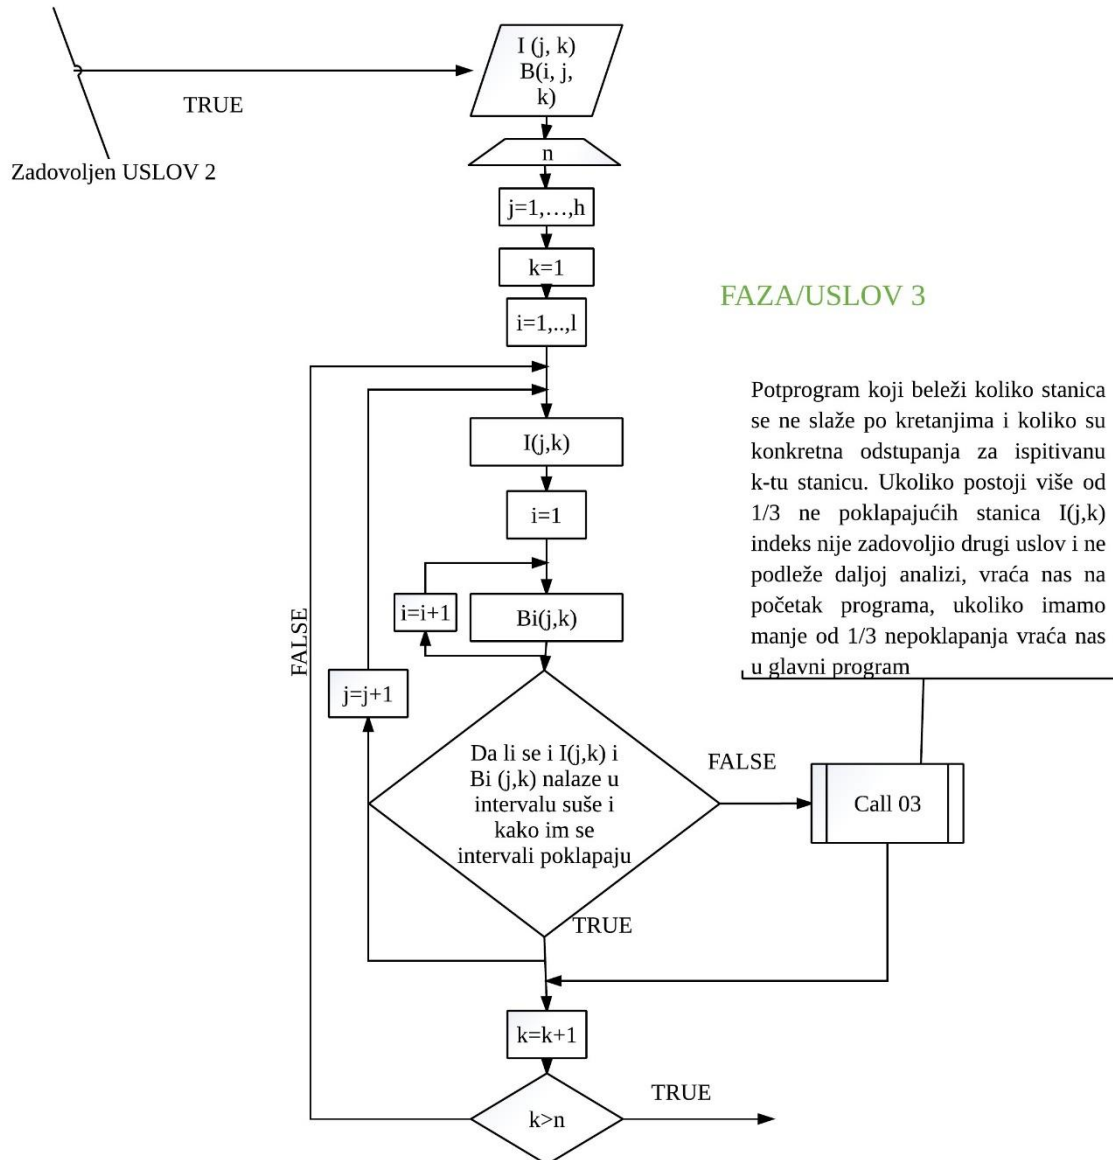 I (j, k)
B(i, j,
k)
TRUE
Zadovoljen USLOV 2
n
j=1,…,h
k=1
i=1,..,l
FAZA/USLOV 3
Potprogram koji beleži koliko stanica
se ne slaže po kretanjima i koliko su
konkretna odstupanja za ispitivanu
k-tu stanicu. Ukoliko postoji više od
1/3 ne poklapajućih stanica I(j,k)
indeks nije zadovoljio drugi uslov i ne
podleže daljoj analizi, vraća nas na
početak programa, ukoliko imamo
manje od 1/3 nepoklapanja vraća nas
u glavni program
I(j,k)
i=1
i=i+1
Bi(j,k)
FALSE
j=j+1
Da li se i I(j,k) i
Bi (j,k) nalaze u
intervalu suše i
kako im se
intervali poklapaju
FALSE
Call 03
TRUE
k=k+1
k>n
TRUE